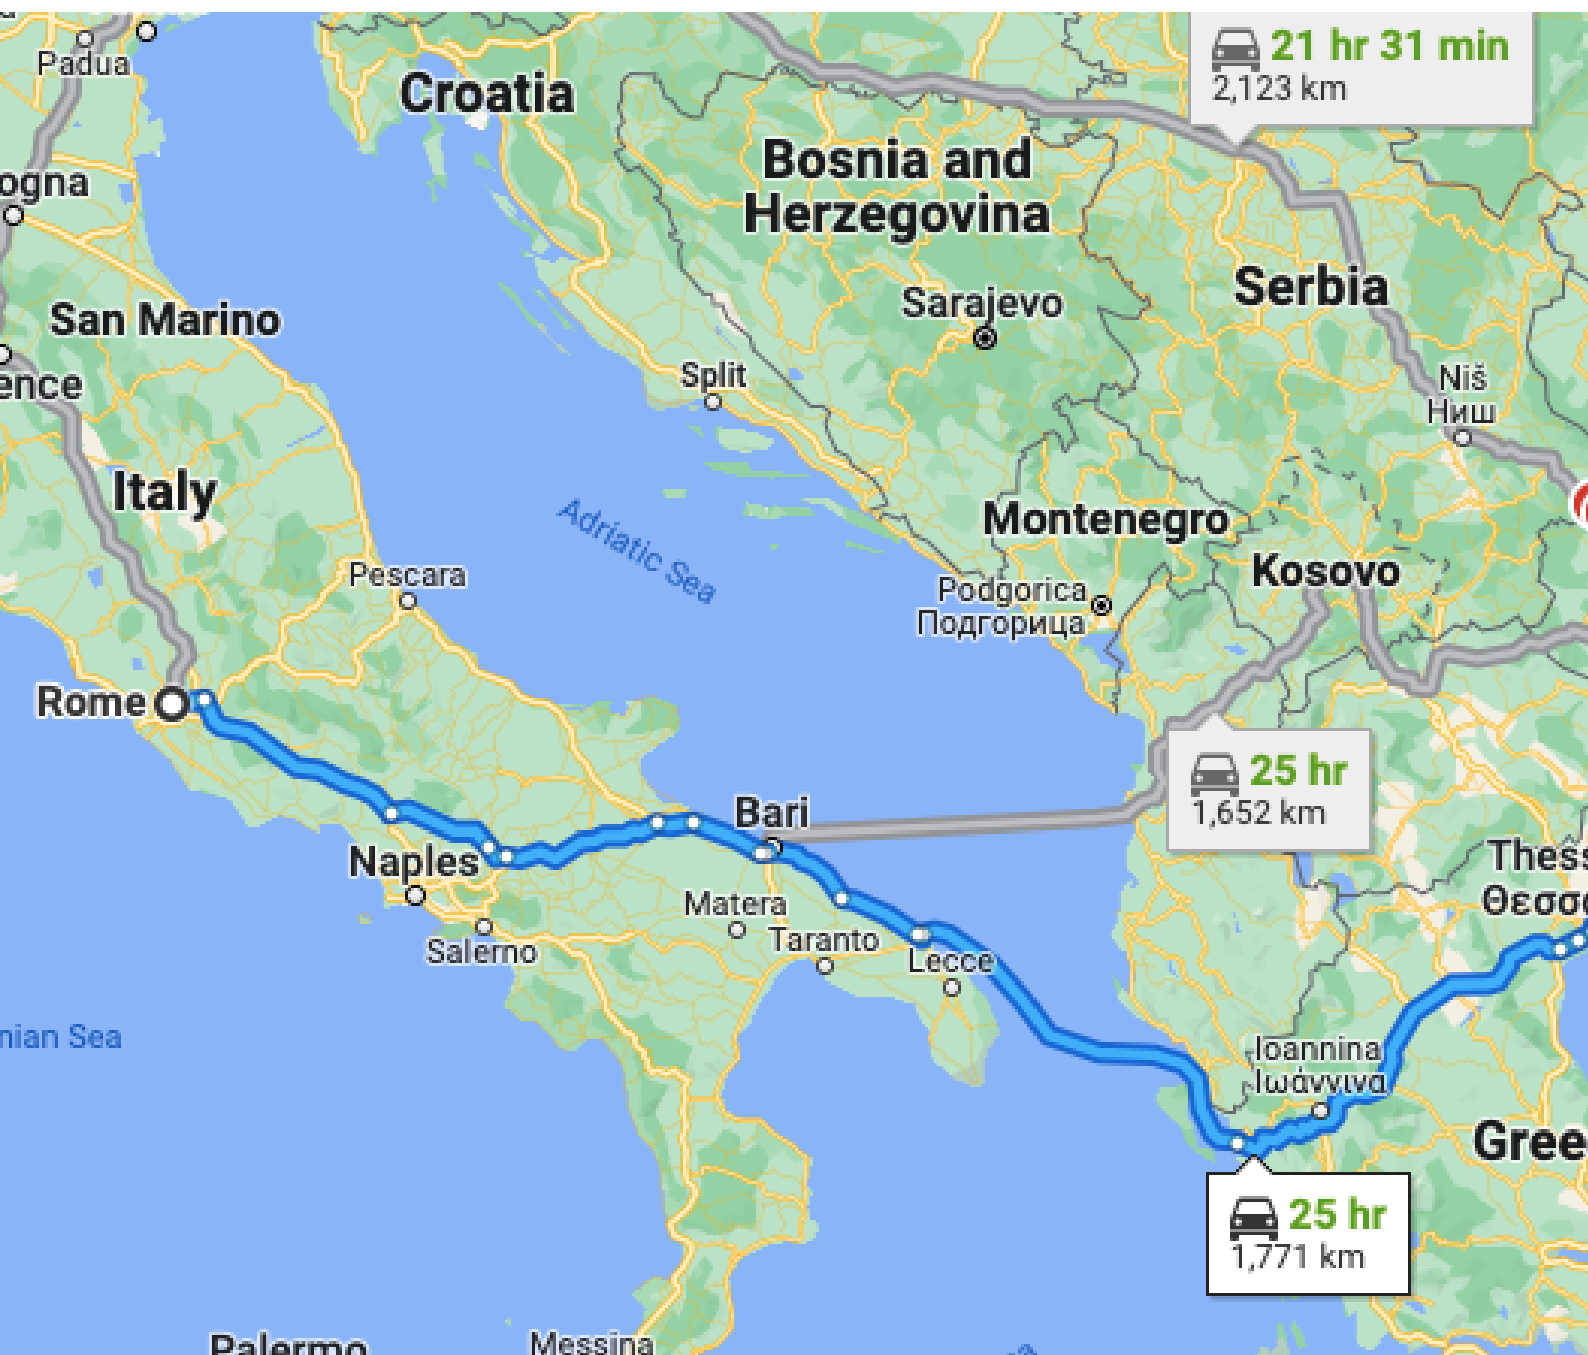 21 hr 31 min
2,123 km
Padua
Croatia
Bosnia and
Herzegovina
ogna
Serbia
Sarajevo
San Marino
Split
ence
Niš
Ниш
Italy
Adriatic Sea
Montenegro
Kosovo
Pescara
Podgorica
Подгорица
Rome
25 hr
1,652 km
Bari
Naples
Thess
Θεσσ
Matera
Taranto
Salerno
Lecce
nian Sea
Ioannina
Ιωάννινα
Gree
25 hr
1,771 km
Palermo
Messina